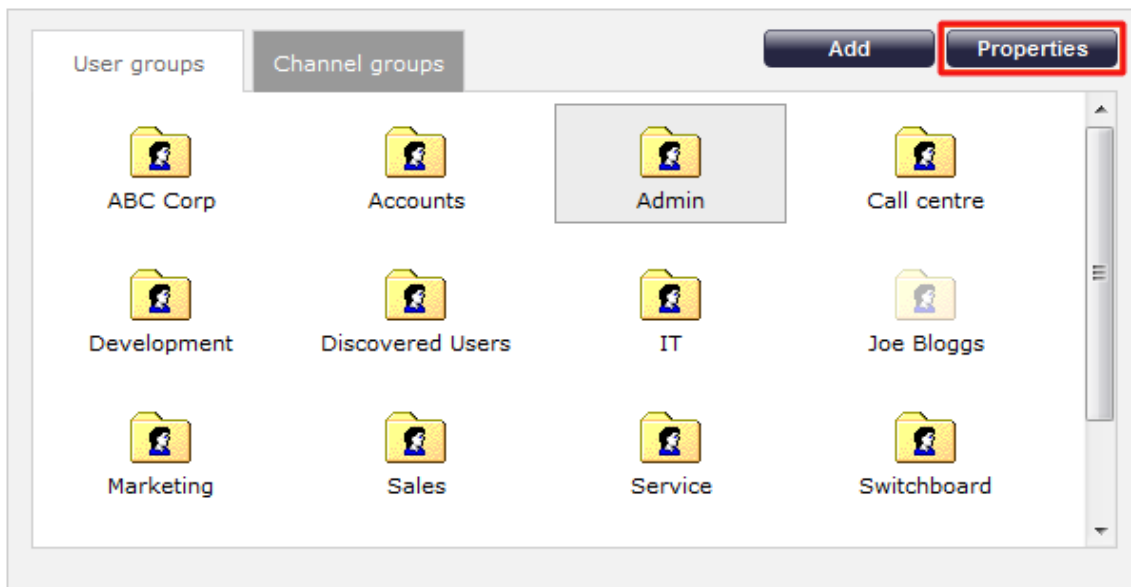 User groups
Channel groups
Add
Properties
ABC Corp
Accounts
Admin
Call centre
Development
Discovered Users
IT
Joe Bloggs
Marketing
Sales
Service
Switchboard